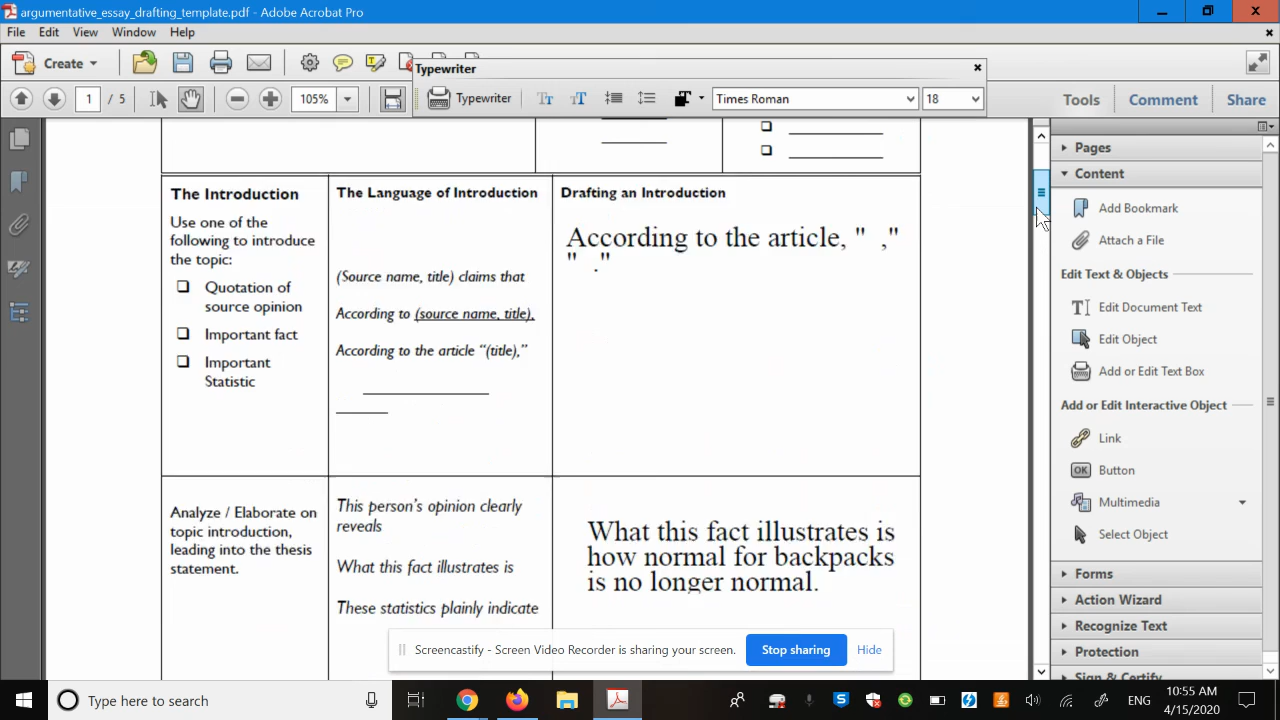 argumentative_essay_drafting_template.pdf - Adobe Acrobat Pro
File Edit View Window Help
Create
Typewriter
1 / 5
105%
Typewriter
Times Roman
18
Tools Comment Share
The Introduction
Use one of the
following to introduce
the topic:
Quotation of
source opinion
Important fact
Important
Statistic
The Language of Introduction
(Source name, title) claims that
According to (source name, title),
According to the article “(title),”
Drafting an Introduction
According to the article, "  ,"
"  ."
Analyze / Elaborate on
topic introduction,
leading into the thesis
statement.
This person’s opinion clearly
reveals
What this fact illustrates is
These statistics plainly indicate
What this fact illustrates is
how normal for backpacks
is no longer normal.
Pages
Content
Add Bookmark
Attach a File
Edit Text & Objects
Edit Document Text
Edit Object
Add or Edit Text Box
Add or Edit Interactive Object
Link
OK Button
Multimedia
Select Object
Forms
Action Wizard
Recognize Text
Protection
Sign & Certify
Screencastify - Screen Video Recorder is sharing your screen.
Stop sharing
Hide
Type here to search
ENG
10:55 AM
4/15/2020